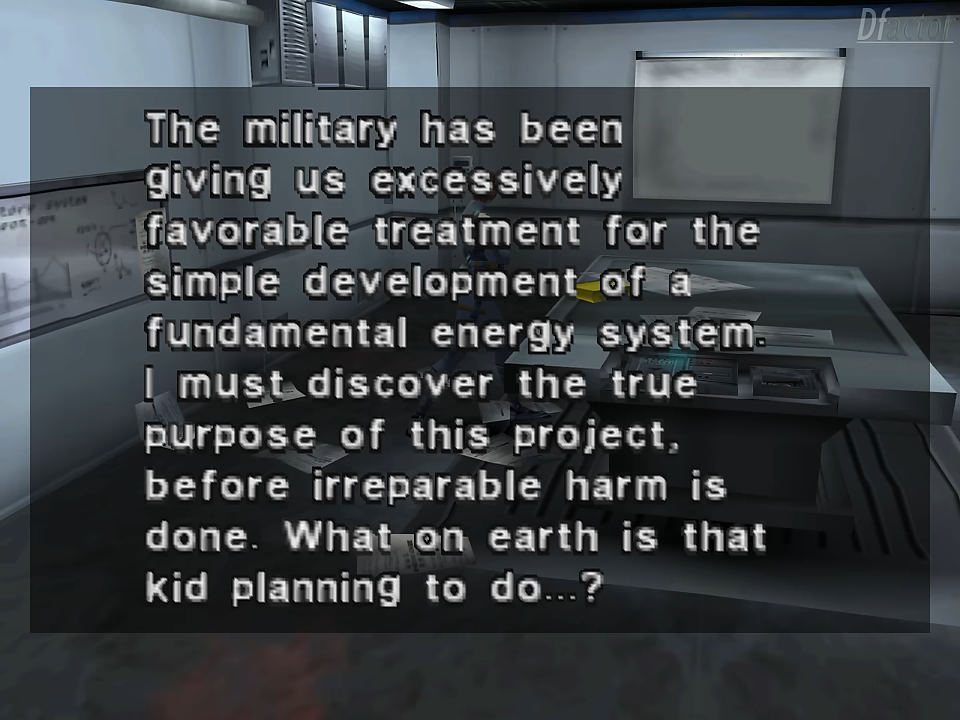 Dfactor
The military has been
giving us excessively
favorable treatment for the
simple development of a
fundamental energy system.
I must discover the true
purpose of this project,
before irreparable harm is
done. What on earth is that
kid planning to do...?